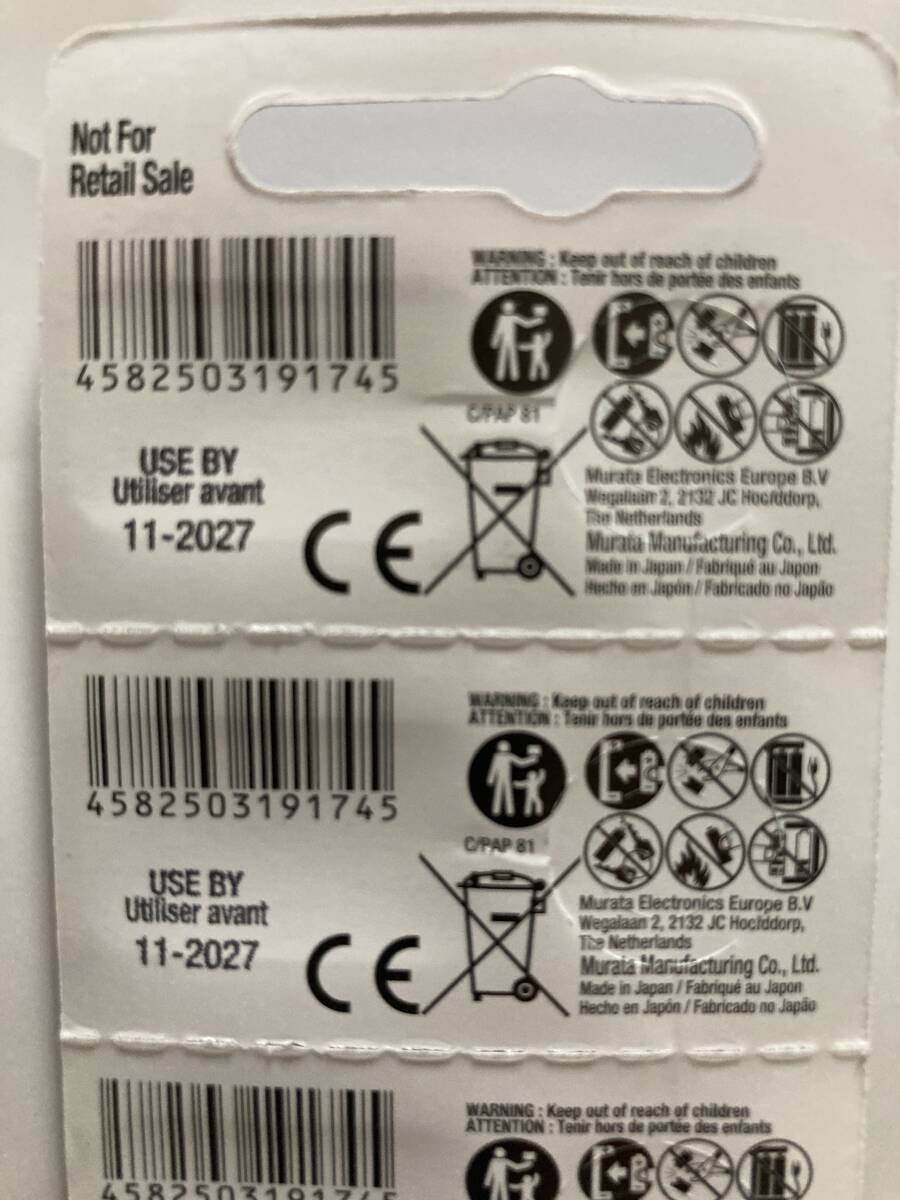 Not For
Retail Sale
WARNING : Keep out of reach of children
ATTENTION : Tenir hors de portée des enfants
4582503191745
C/PAP 81
USE BY
Utiliser avant
11-2027
CE
Murata Electronics Europe B.V
Wegalaan 2, 2132 JC Hocfddorp,
The Netherlands
Murata Manufacturing Co., Ltd.
Made in Japan / Fabriqué au Japon
Hecho en Japón / Fabricado no Japão
WARNING : Keep out of reach of children
ATTENTION : Tenir hors de portée des enfants
4582503191745
C/PAP 81
USE BY
Utiliser avant
11-2027
CE
Murata Electronics Europe B.V
Wegalaan 2, 2132 JC Hocfddorp,
The Netherlands
Murata Manufacturing Co., Ltd.
Made in Japan / Fabriqué au Japon
Hecho en Japón / Fabricado no Japão
WARNING : Keep out of reach of children
ATTENTION : Tenir hors de portée des enfants
4582503191745